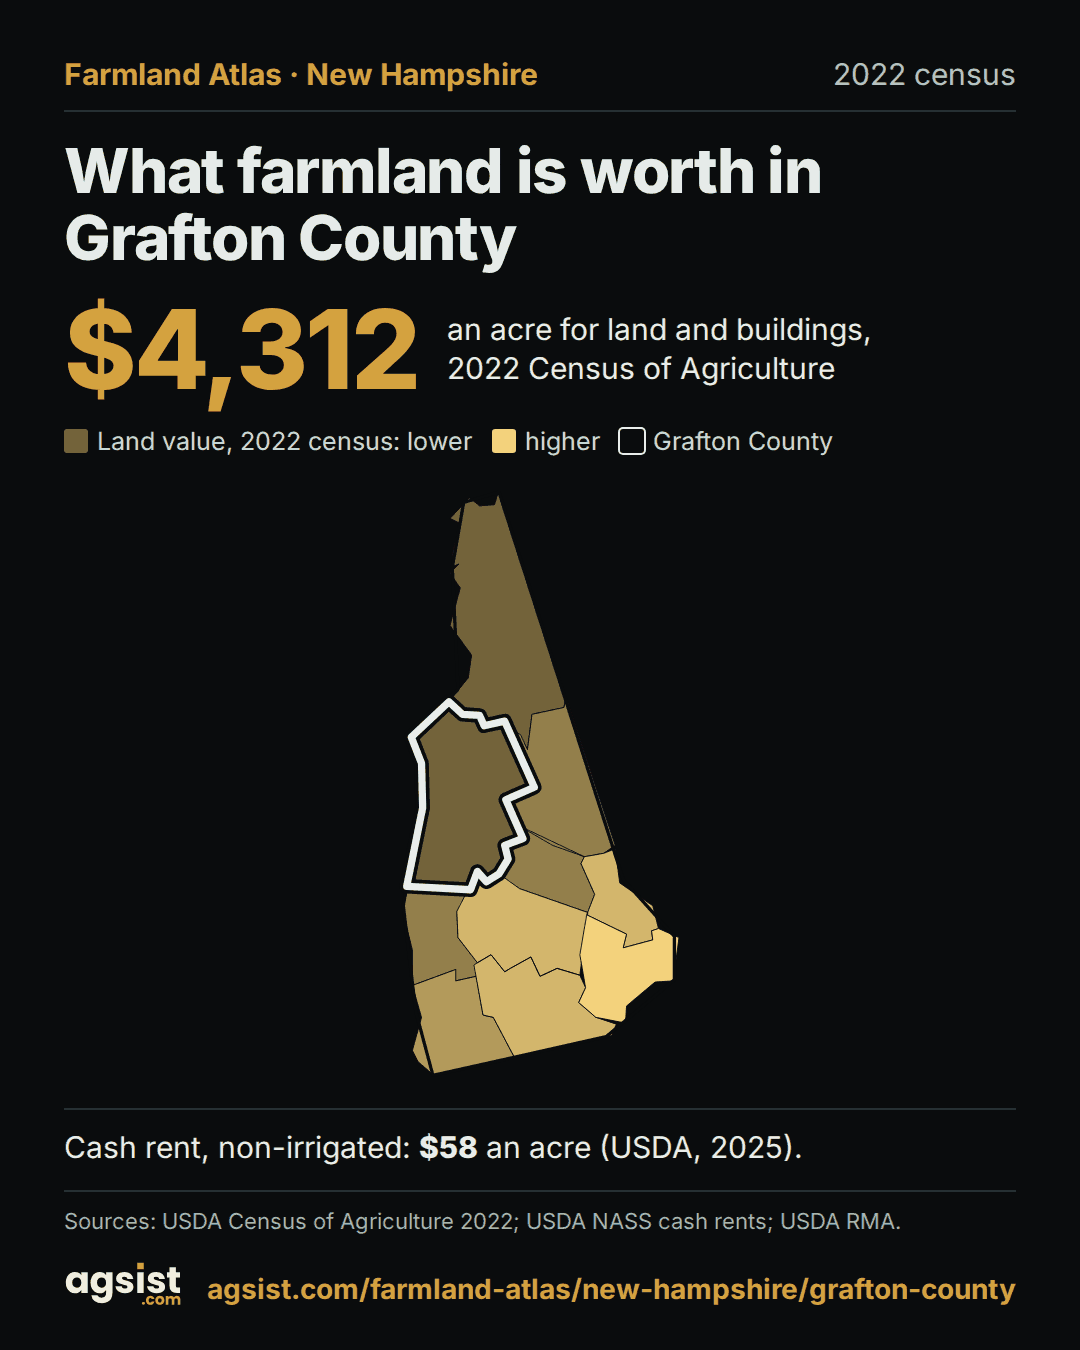 Farmland Atlas · New Hampshire
2022 census
What farmland is worth in
Grafton County
$4,312
an acre for land and buildings,
2022 Census of Agriculture
Land value, 2022 census: lower
higher
Grafton County
Cash rent, non-irrigated: $58 an acre (USDA, 2025).
Sources: USDA Census of Agriculture 2022; USDA NASS cash rents; USDA RMA.
agsist
.com
agsist.com/farmland-atlas/new-hampshire/grafton-county